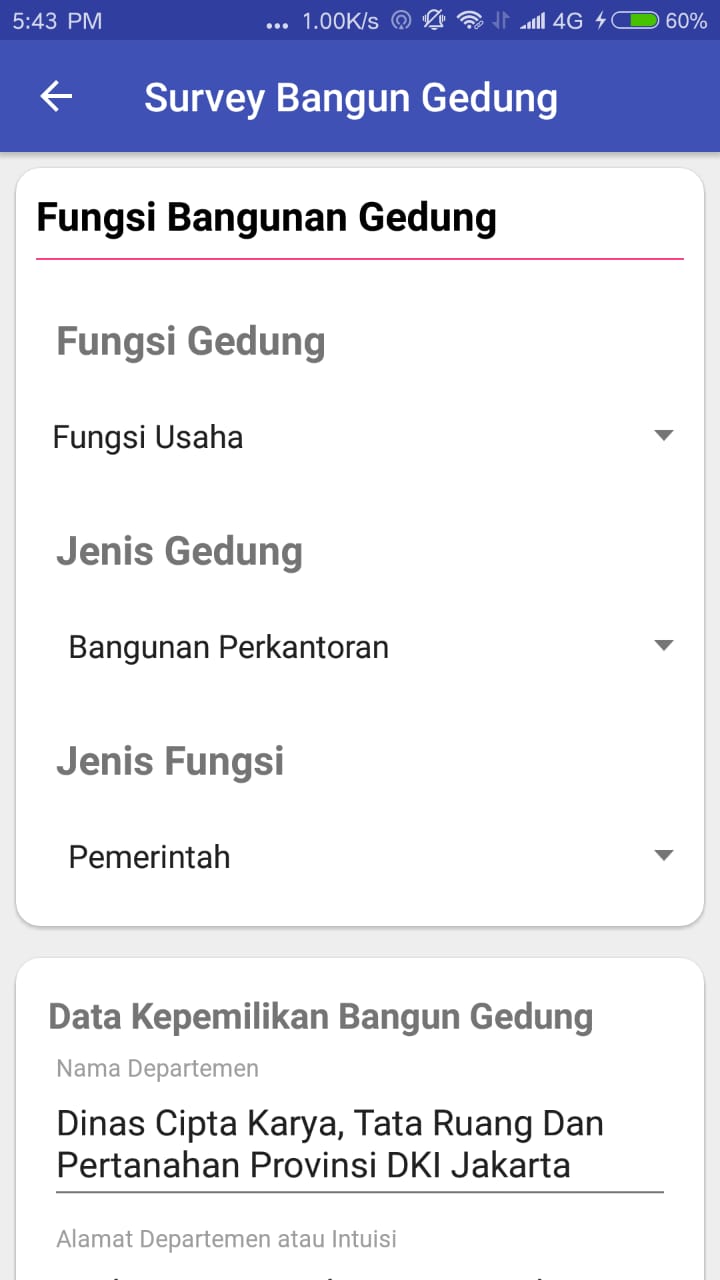 5:43 PM ... 1.00K/s 4G 60%
Survey Bangun Gedung
Fungsi Bangunan Gedung
Fungsi Gedung
Fungsi Usaha
Jenis Gedung
Bangunan Perkantoran
Jenis Fungsi
Pemerintah
Data Kepemilikan Bangun Gedung
Nama Departemen
Dinas Cipta Karya, Tata Ruang Dan
Pertanahan Provinsi DKI Jakarta
Alamat Departemen atau Intuisi